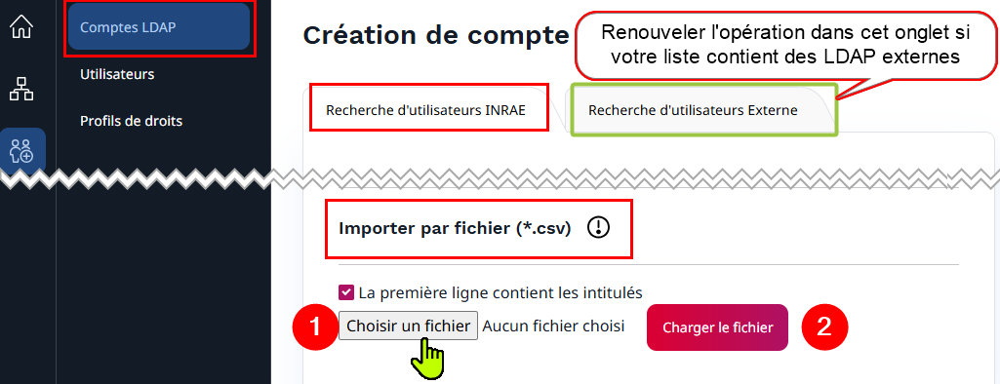 Comptes LDAP
Utilisateurs
Profils de droits
Création de compte
Renouveler l'opération dans cet onglet si
votre liste contient des LDAP externes
Recherche d'utilisateurs INRAE
Recherche d'utilisateurs Externe
Importer par fichier (*.csv)
La première ligne contient les intitulés
1 Choisir un fichier Aucun fichier choisi Charger le fichier 2